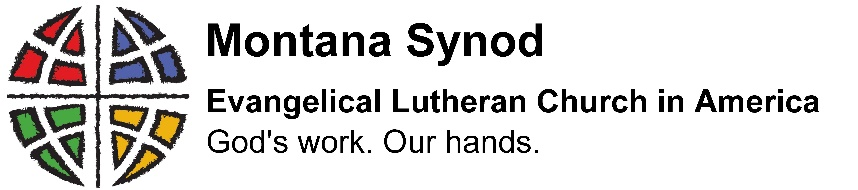 Montana Synod
Evangelical Lutheran Church in America
God's work. Our hands.